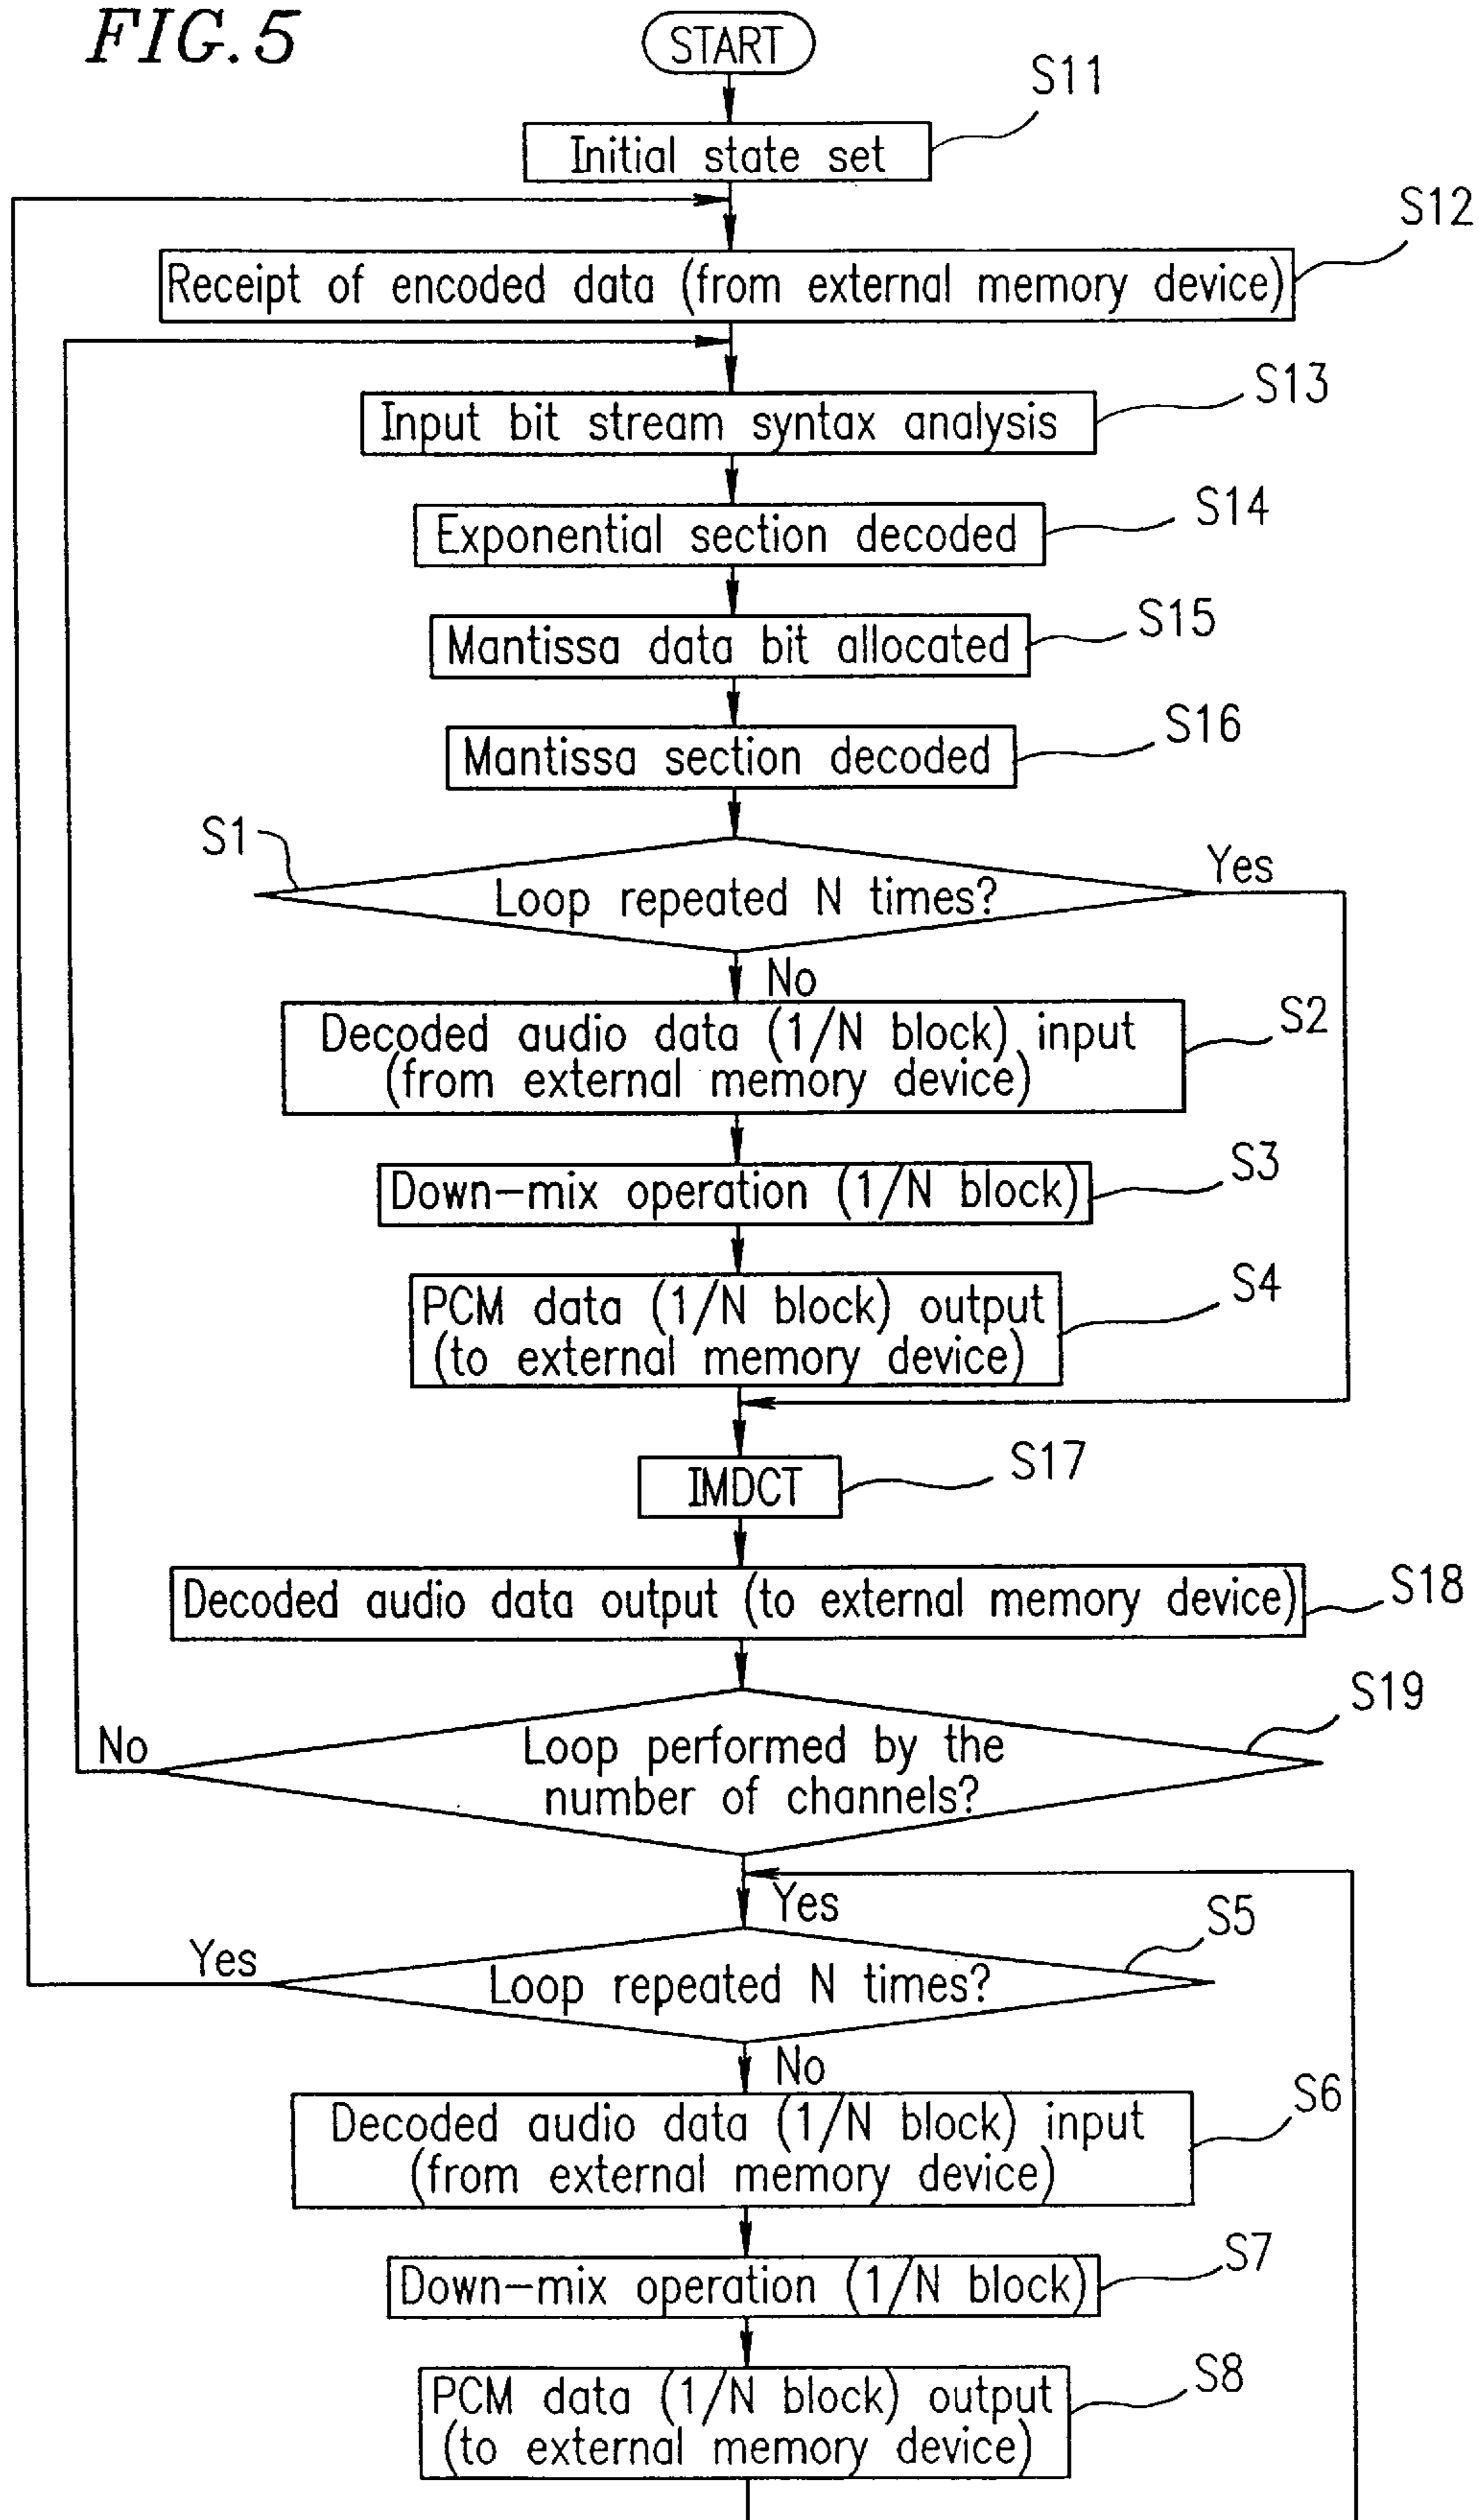 FIG. 5
START
S11
Initial state set
S12
Receipt of encoded data (from external memory device)
S13
Input bit stream syntax analysis
S14
Exponential section decoded
S15
Mantissa data bit allocated
S16
Mantissa section decoded
S1
Loop repeated N times?
Yes
No
S2
Decoded audio data (1/N block) input
(from external memory device)
S3
Down-mix operation (1/N block)
S4
PCM data (1/N block) output
(to external memory device)
S17
IMDCT
S18
Decoded audio data output (to external memory device)
S19
Loop performed by the
number of channels?
No
Yes
S5
Yes
Loop repeated N times?
No
S6
Decoded audio data (1/N block) input
(from external memory device)
S7
Down-mix operation (1/N block)
S8
PCM data (1/N block) output
(to external memory device)